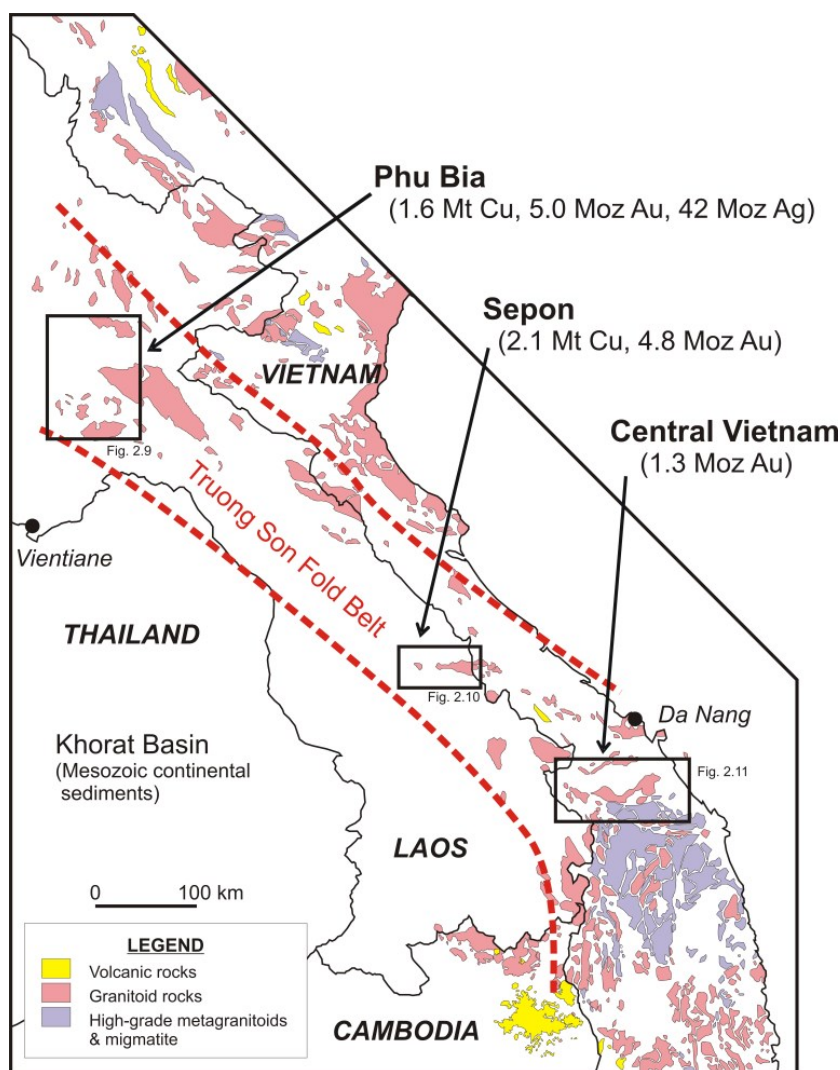 Phu Bia
(1.6 Mt Cu, 5.0 Moz Au, 42 Moz Ag)
Sepon
(2.1 Mt Cu, 4.8 Moz Au)
VIETNAM
Central Vietnam
(1.3 Moz Au)
Fig. 2.9
Truong Son Fold Belt
Vientiane
THAILAND
Fig. 2.10
Da Nang
Khorat Basin
(Mesozoic continental
sediments)
Fig. 2.11
LAOS
0 100 km
LEGEND
Volcanic rocks
Granitoid rocks
High-grade metagranitoids
& migmatite
CAMBODIA